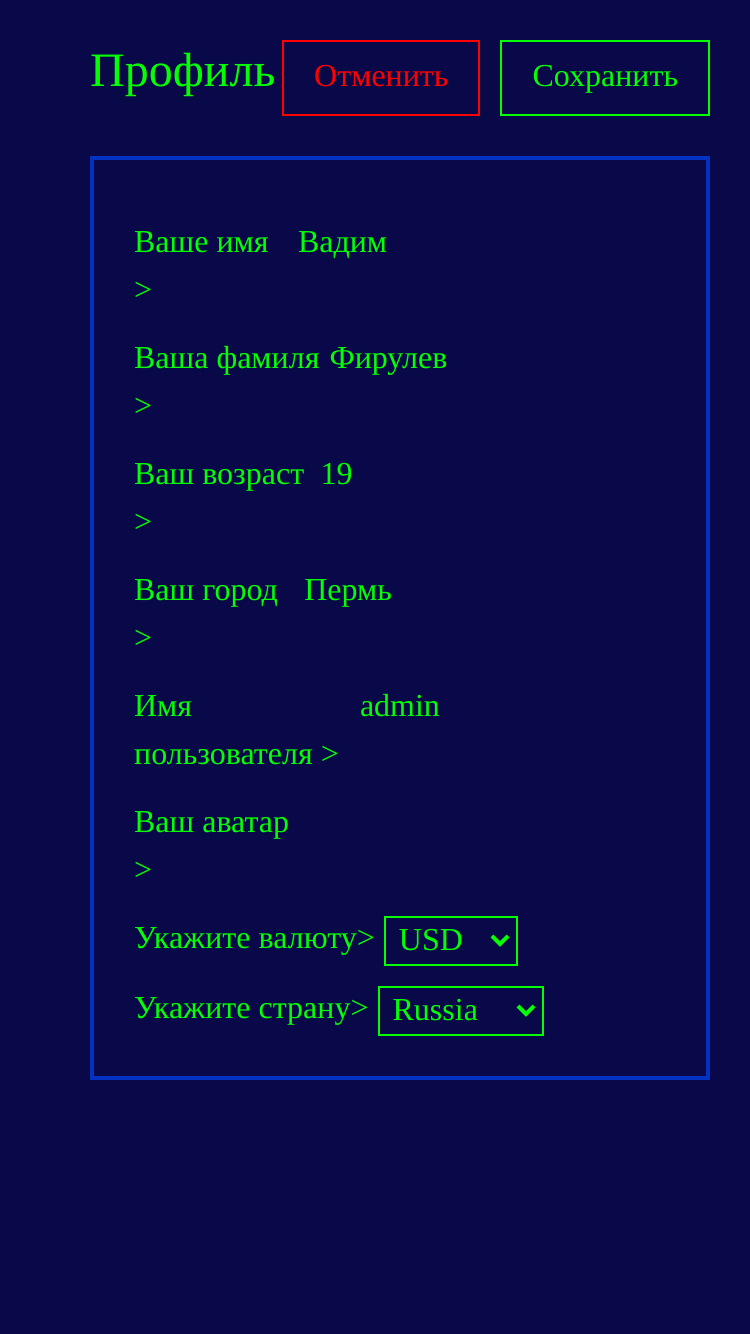 Профиль Отменить Сохранить
Ваше имя Вадим
>
Ваша фамиля Фирулев
>
Ваш возраст 19
>
Ваш город Пермь
>
Имя admin
пользователя >
Ваш аватар
>
Укажите валюту> USD
Укажите страну> Russia